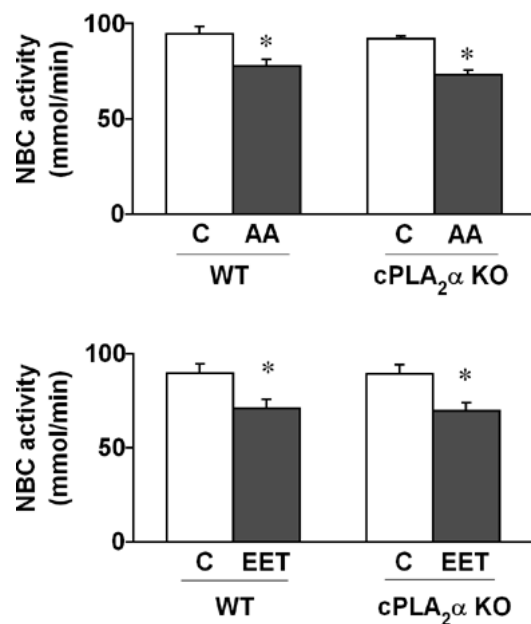 NBC activity
(mmol/min)
100
50
0
*
*
C AA C AA
WT cPLA₂α KO
NBC activity
(mmol/min)
100
50
0
*
*
C EET C EET
WT cPLA₂α KO